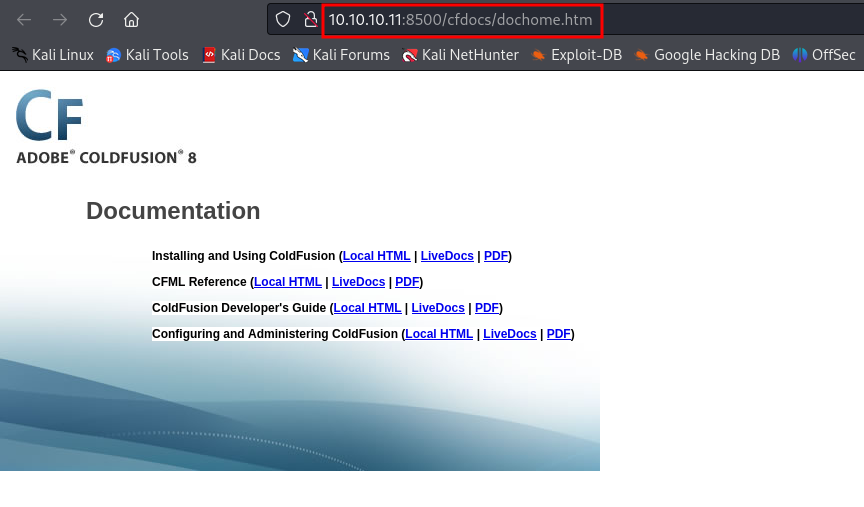 10.10.10.11:8500/cfdocs/dochome.htm
Kali Linux Kali Tools Kali Docs Kali Forums Kali NetHunter Exploit-DB Google Hacking DB OffSec
CF
ADOBE® COLDFUSION® 8
Documentation
Installing and Using ColdFusion (Local HTML | LiveDocs | PDF)
CFML Reference (Local HTML | LiveDocs | PDF)
ColdFusion Developer's Guide (Local HTML | LiveDocs | PDF)
Configuring and Administering ColdFusion (Local HTML | LiveDocs | PDF)